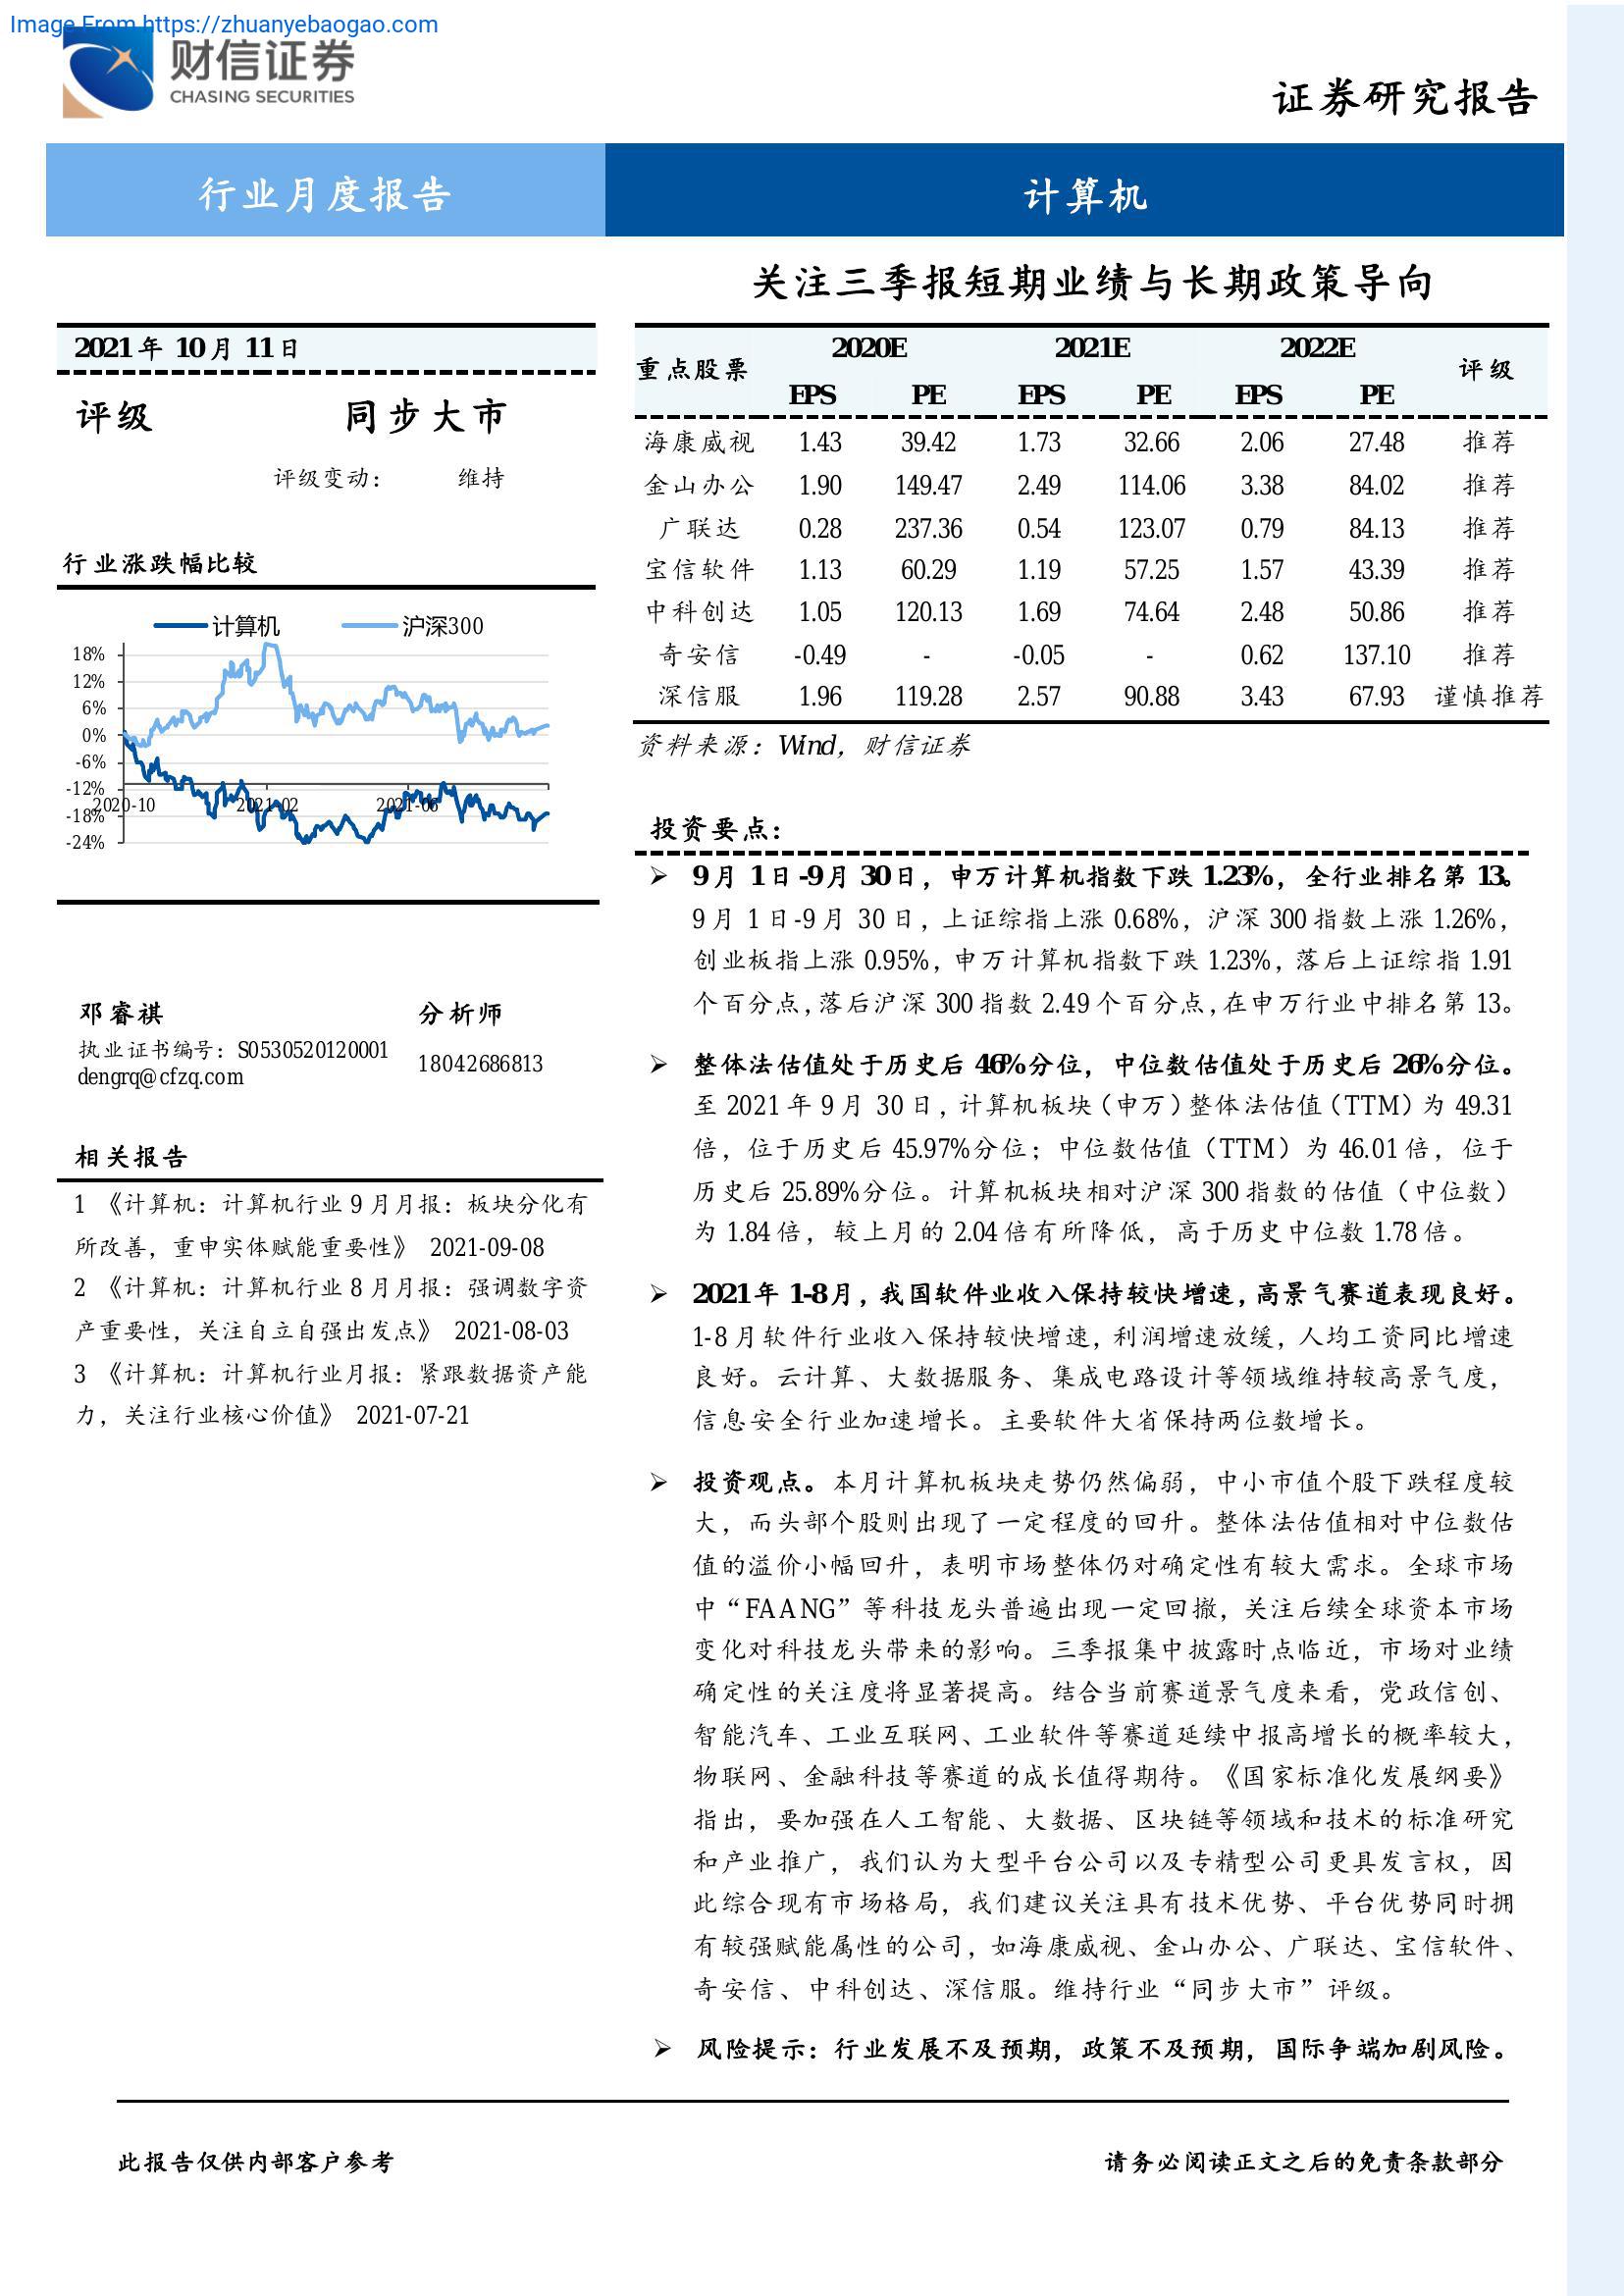 Image From https://zhuanyebaogao.com
财信证券
CHASING SECURITIES
证券研究报告
行业月度报告
计算机
关注三季报短期业绩与长期政策导向
2021年 10月 11日
评级 同步大市
评级变动： 维持
行业涨跌幅比较
计算机 沪深300
18%
12%
6%
0%
-6%
-12%
-18%
-24%
2020-10 2021-02 2021-06
邓睿祺 分析师
执业证书编号：S0530520120001 18042686813
dengrq@cfzq.com
相关报告
1 《计算机：计算机行业 9 月月报：板块分化有
所改善，重申实体赋能重要性》 2021-09-08
2 《计算机：计算机行业 8 月月报：强调数字资
产重要性，关注自立自强出发点》 2021-08-03
3 《计算机：计算机行业月报：紧跟数据资产能
力，关注行业核心价值》 2021-07-21
重点股票 2020E 2021E 2022E 评级
EPS PE EPS PE EPS PE
海康威视 1.43 39.42 1.73 32.66 2.06 27.48 推荐
金山办公 1.90 149.47 2.49 114.06 3.38 84.02 推荐
广联达 0.28 237.36 0.54 123.07 0.79 84.13 推荐
宝信软件 1.13 60.29 1.19 57.25 1.57 43.39 推荐
中科创达 1.05 120.13 1.69 74.64 2.48 50.86 推荐
奇安信 -0.49 - -0.05 - 0.62 137.10 推荐
深信服 1.96 119.28 2.57 90.88 3.43 67.93 谨慎推荐
资料来源：Wind，财信证券
投资要点：
9月 1日-9月 30日，申万计算机指数下跌 1.23%，全行业排名第 13。
9 月 1 日-9 月 30 日，上证综指上涨 0.68%，沪深 300 指数上涨 1.26%，
创业板指上涨 0.95%，申万计算机指数下跌 1.23%，落后上证综指 1.91
个百分点，落后沪深 300 指数 2.49 个百分点，在申万行业中排名第 13。
整体法估值处于历史后 46%分位，中位数估值处于历史后 26%分位。
至 2021 年 9 月 30 日，计算机板块（申万）整体法估值（TTM）为 49.31
倍，位于历史后 45.97%分位；中位数估值（TTM）为 46.01 倍，位于
历史后 25.89%分位。计算机板块相对沪深 300 指数的估值（中位数）
为 1.84 倍，较上月的 2.04 倍有所降低，高于历史中位数 1.78 倍。
2021年 1-8月，我国软件业收入保持较快增速，高景气赛道表现良好。
1-8 月软件行业收入保持较快增速，利润增速放缓，人均工资同比增速
良好。云计算、大数据服务、集成电路设计等领域维持较高景气度，
信息安全行业加速增长。主要软件大省保持两位数增长。
投资观点。本月计算机板块走势仍然偏弱，中小市值个股下跌程度较
大，而头部个股则出现了一定程度的回升。整体法估值相对中位数估
值的溢价小幅回升，表明市场整体仍对确定性有较大需求。全球市场
中“FAANG”等科技龙头普遍出现一定回撤，关注后续全球资本市场
变化对科技龙头带来的影响。三季报集中披露时点临近，市场对业绩
确定性的关注度将显著提高。结合当前赛道景气度来看，党政信创、
智能汽车、工业互联网、工业软件等赛道延续中报高增长的概率较大，
物联网、金融科技等赛道的成长值得期待。《国家标准化发展纲要》
指出，要加强在人工智能、大数据、区块链等领域和技术的标准研究
和产业推广，我们认为大型平台公司以及专精型公司更具发言权，因
此综合现有市场格局，我们建议关注具有技术优势、平台优势同时拥
有较强赋能属性的公司，如海康威视、金山办公、广联达、宝信软件、
奇安信、中科创达、深信服。维持行业“同步大市”评级。
风险提示：行业发展不及预期，政策不及预期，国际争端加剧风险。
此报告仅供内部客户参考
请务必阅读正文之后的免责条款部分